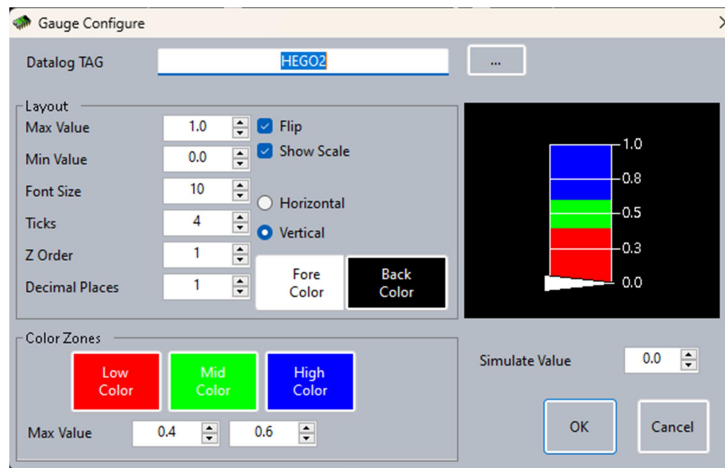 Gauge Configure
Datalog TAG
HEGO2
...
Layout
Max Value 1.0
Flip
Min Value 0.0
Show Scale
Font Size 10
Horizontal
Ticks 4
Vertical
Z Order 1
Decimal Places 1
Fore
Color
Back
Color
1.0
0.8
0.5
0.3
0.0
Color Zones
Low
Color
Mid
Color
High
Color
Max Value 0.4 0.6
Simulate Value 0.0
OK
Cancel